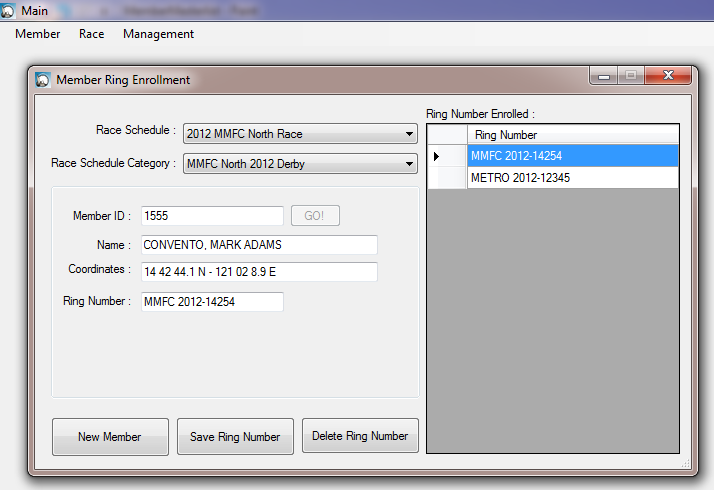 Main
Member Race Management
Member Ring Enrollment
Race Schedule : 2012 MMFC North Race
Race Schedule Category : MMFC North 2012 Derby
Member ID : 1555 GO!
Name : CONVENTO, MARK ADAMS
Coordinates : 14 42 44.1 N - 121 02 8.9 E
Ring Number : MMFC 2012-14254
New Member Save Ring Number Delete Ring Number
Ring Number Enrolled :
Ring Number
MMFC 2012-14254
METRO 2012-12345